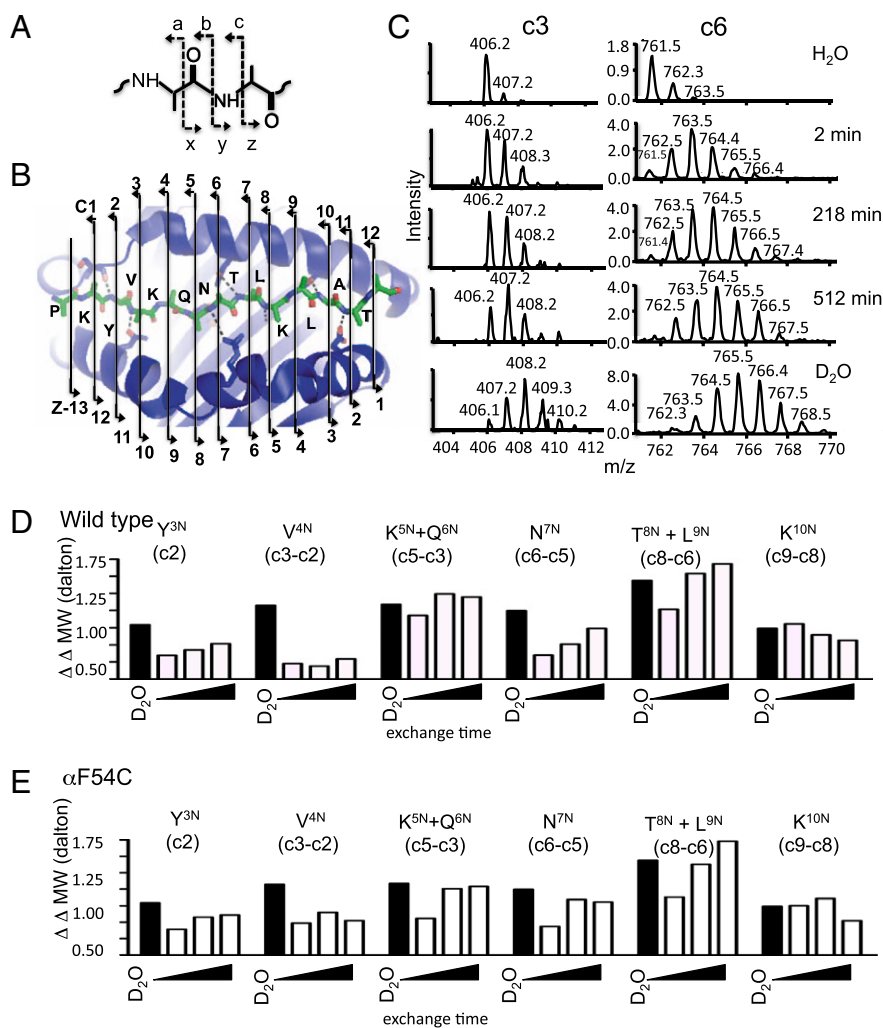 A
a b c
O
NH
NH
O
x y z
B
C1 2 3 4 5 6 7 8 9 10 11 12
P K Y V K Q N T L K L A T
Z-13 12 11 10 9 8 7 6 5 4 3 2 1
C
c3 c6
Intensity
406.2 407.2
1.8 0.9 0.0
761.5 762.3 763.5
H2O
406.2 407.2 408.3
4.0 2.0 0.0
761.5 762.5 763.5 764.4 765.5 766.4
2 min
406.2 407.2 408.2
4.0 2.0 0.0
761.4 762.5 763.5 764.5 765.5 766.5 767.4
218 min
406.2 407.2 408.2
4.0 2.0 0.0
762.5 763.5 764.5 765.5 766.5 767.5
512 min
406.1 407.2 408.2 409.3 410.2
8.0 4.0 0.0
762.3 763.5 764.5 765.5 766.4 767.5 768.5
D2O
404 406 408 410 412
762 764 766 768 770
m/z
D Wild type
Y3N V4N K5N+Q6N N7N T8N + L9N K10N
(c2) (c3-c2) (c5-c3) (c6-c5) (c8-c6) (c9-c8)
Δ Δ MW (dalton)
1.75
1.25
1.00
0.50
D2O D2O D2O D2O D2O D2O
exchange time
E αF54C
Y3N V4N K5N+Q6N N7N T8N + L9N K10N
(c2) (c3-c2) (c5-c3) (c6-c5) (c8-c6) (c9-c8)
Δ Δ MW (dalton)
1.75
1.25
1.00
0.50
D2O D2O D2O D2O D2O D2O
exchange time